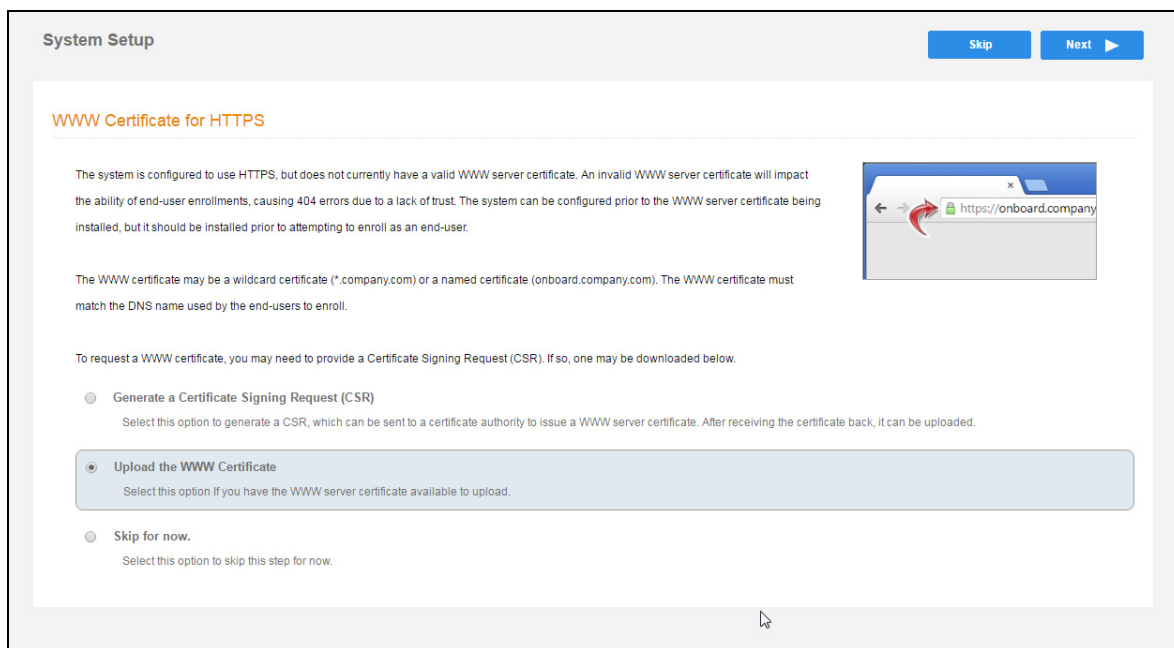 System Setup
Skip
Next
WWW Certificate for HTTPS
The system is configured to use HTTPS, but does not currently have a valid WWW server certificate. An invalid WWW server certificate will impact
the ability of end-user enrollments, causing 404 errors due to a lack of trust. The system can be configured prior to the WWW server certificate being
installed, but it should be installed prior to attempting to enroll as an end-user.
https://onboard.company
The WWW certificate may be a wildcard certificate (*.company.com) or a named certificate (onboard.company.com). The WWW certificate must
match the DNS name used by the end-users to enroll.
To request a WWW certificate, you may need to provide a Certificate Signing Request (CSR). If so, one may be downloaded below.
Generate a Certificate Signing Request (CSR)
Select this option to generate a CSR, which can be sent to a certificate authority to issue a WWW server certificate. After receiving the certificate back, it can be uploaded.
Upload the WWW Certificate
Select this option If you have the WWW server certificate available to upload.
Skip for now.
Select this option to skip this step for now.